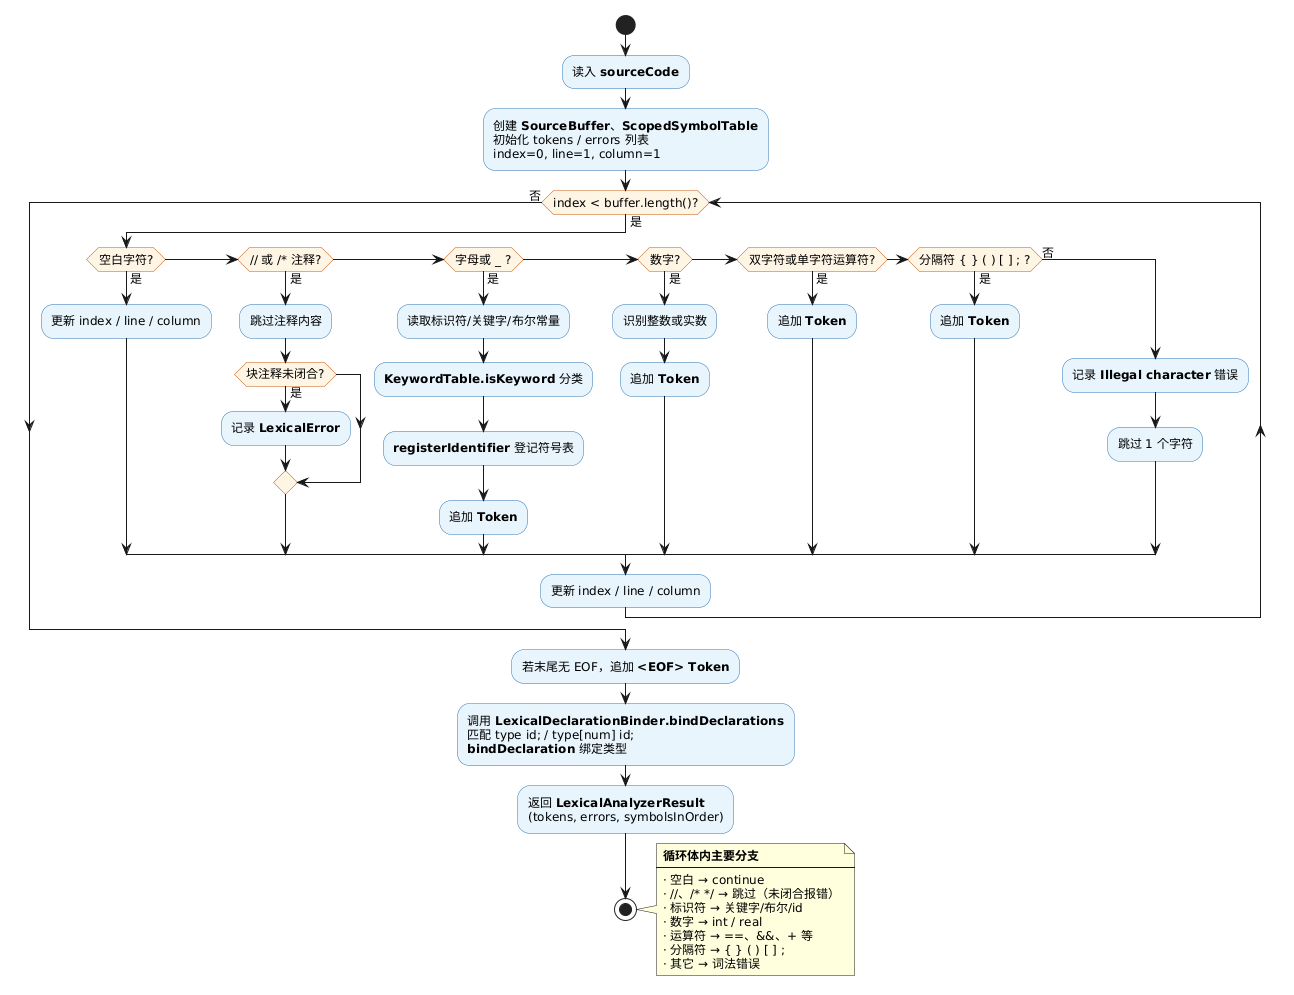 读入 sourceCode
创建 SourceBuffer、ScopedSymbolTable
初始化 tokens / errors 列表
index=0, line=1, column=1
否
index < buffer.length()?
是
空白字符?
// 或 /* 注释?
字母或 _ ?
数字?
双字符或单字符运算符?
分隔符 { } ( ) [ ] ; ?
否
是
是
是
是
是
是
更新 index / line / column
跳过注释内容
读取标识符/关键字/布尔常量
识别整数或实数
追加 Token
追加 Token
块注释未闭合?
是
KeywordTable.isKeyword 分类
追加 Token
记录 Illegal character 错误
记录 LexicalError
registerIdentifier 登记符号表
跳过 1 个字符
追加 Token
更新 index / line / column
若末尾无 EOF，追加 <EOF> Token
调用 LexicalDeclarationBinder.bindDeclarations
匹配 type id; / type[num] id;
bindDeclaration 绑定类型
返回 LexicalAnalyzerResult
(tokens, errors, symbolsInOrder)
循环体内主要分支
· 空白 → continue
· //、/* */ → 跳过（未闭合报错）
· 标识符 → 关键字/布尔/id
· 数字 → int / real
· 运算符 → ==、&&、+ 等
· 分隔符 → { } ( ) [ ] ;
· 其它 → 词法错误